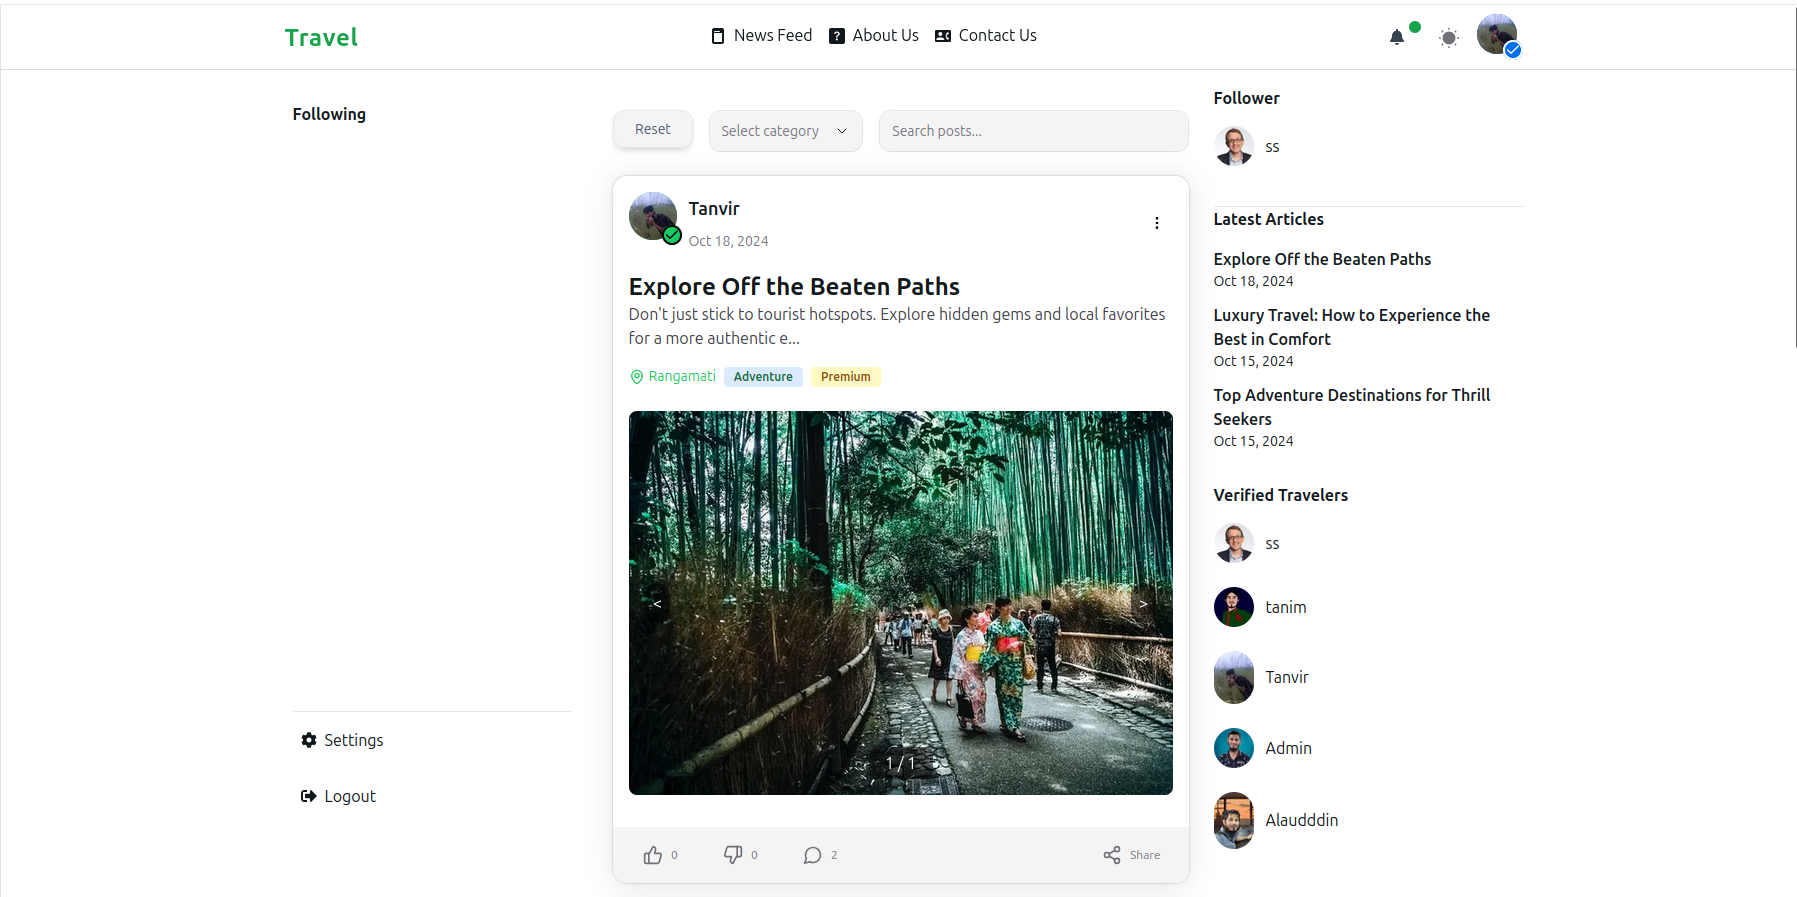 Travel
News Feed
About Us
Contact Us
Following
Settings
Logout
Reset
Select category
Search posts...
Tanvir
Oct 18, 2024
Explore Off the Beaten Paths
Don't just stick to tourist hotspots. Explore hidden gems and local favorites
for a more authentic e...
Rangamati
Adventure
Premium
<
>
1 / 1
0
0
2
Share
Follower
ss
Latest Articles
Explore Off the Beaten Paths
Oct 18, 2024
Luxury Travel: How to Experience the
Best in Comfort
Oct 15, 2024
Top Adventure Destinations for Thrill
Seekers
Oct 15, 2024
Verified Travelers
ss
tanim
Tanvir
Admin
Alaudddin